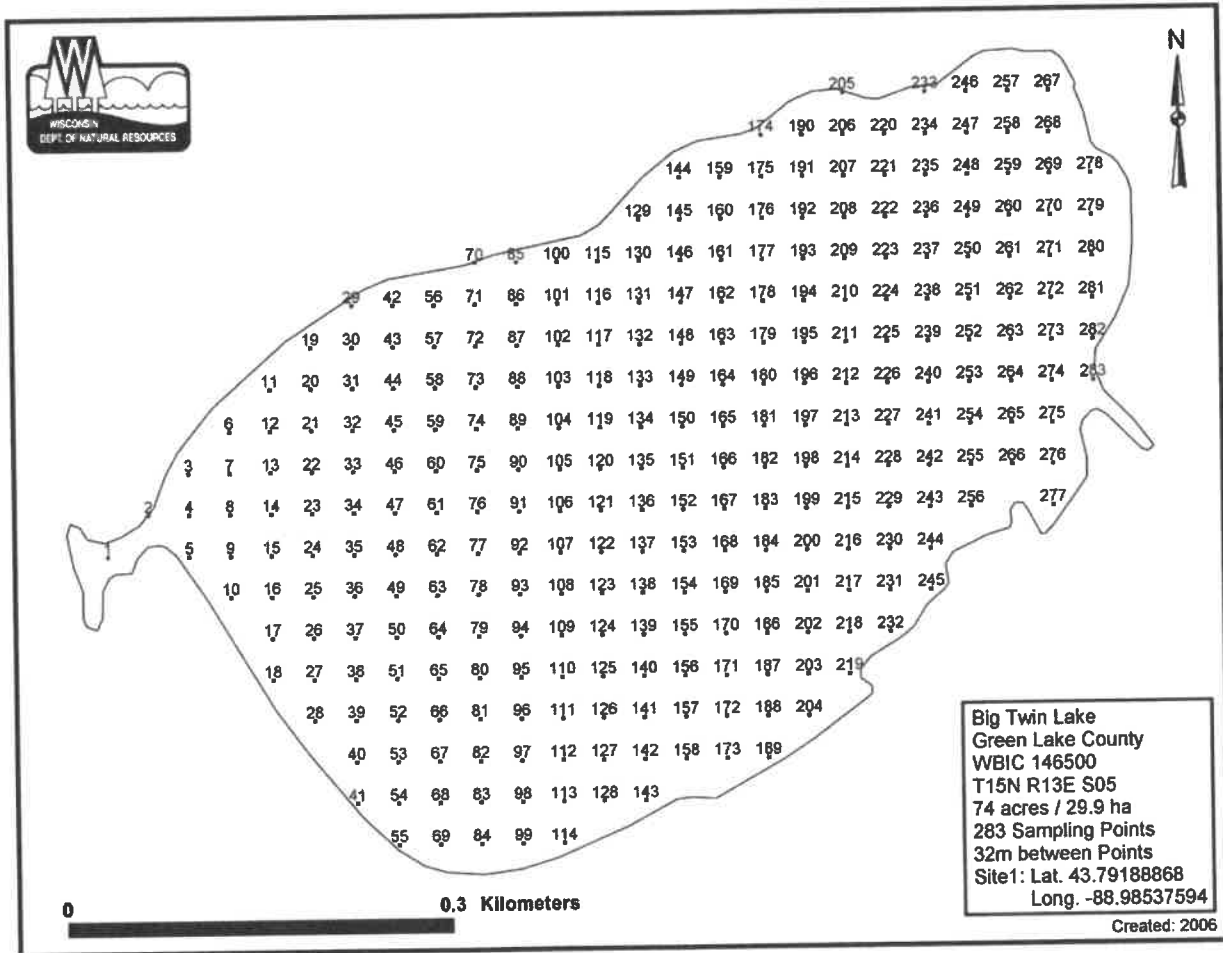 WISCONSIN
DEPT. OF NATURAL RESOURCES
N
205 233 246 257 267
174 190 206 220 234 247 258 268
144 159 175 191 207 221 235 248 259 269 278
129 145 160 176 192 208 222 236 249 260 270 279
70 85 100 115 130 146 161 177 193 209 223 237 250 261 271 280
29 42 56 71 86 101 116 131 147 162 178 194 210 224 238 251 262 272 281
19 30 43 57 72 87 102 117 132 148 163 179 195 211 225 239 252 263 273 282
11 20 31 44 58 73 88 103 118 133 149 164 180 196 212 226 240 253 264 274 283
6 12 21 32 45 59 74 89 104 119 134 150 165 181 197 213 227 241 254 265 275
3 7 13 22 33 46 60 75 90 105 120 135 151 166 182 198 214 228 242 255 266 276
2 4 8 14 23 34 47 61 76 91 106 121 136 152 167 183 199 215 229 243 256 277
1 5 9 15 24 35 48 62 77 92 107 122 137 153 168 184 200 216 230 244
10 16 25 36 49 63 78 93 108 123 138 154 169 185 201 217 231 245
17 26 37 50 64 79 94 109 124 139 155 170 186 202 218 232
18 27 38 51 65 80 95 110 125 140 156 171 187 203 219
28 39 52 66 81 96 111 126 141 157 172 188 204
40 53 67 82 97 112 127 142 158 173 189
41 54 68 83 98 113 128 143
55 69 84 99 114
0 0.3 Kilometers
Big Twin Lake
Green Lake County
WBIC 146500
T15N R13E S05
74 acres / 29.9 ha
283 Sampling Points
32m between Points
Site1: Lat. 43.79188868
Long. -88.98537594
Created: 2006